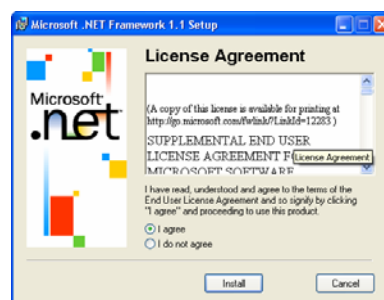 Microsoft .NET Framework 1.1 Setup
License Agreement
Microsoft
.net
(A copy of this license is available for printing at
http://go.microsoft.com/fwlink/?LinkId=12283 )
SUPPLEMENTAL END USER
LICENSE AGREEMENT F
License Agreement
MICROSOFT SOFTWARE
I have read, understood and agree to the terms of the
End User License Agreement and so signify by clicking
"I agree" and proceeding to use this product.
I agree
I do not agree
Install
Cancel